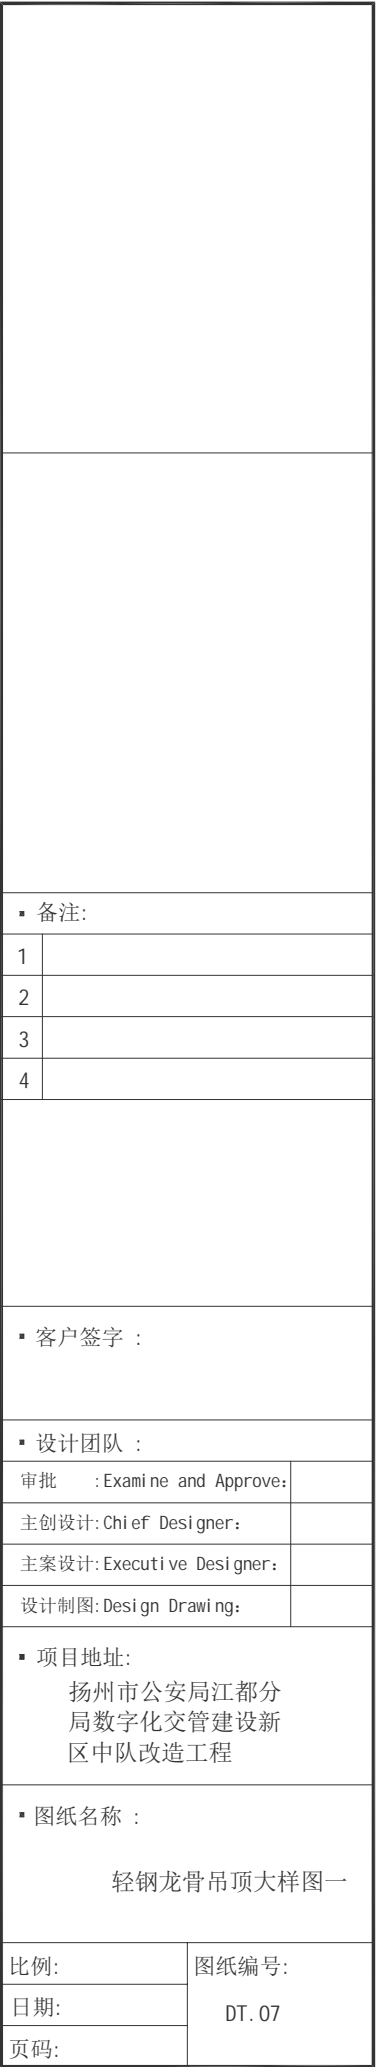 ▪ 备注:
1
2
3
4
▪ 客户签字 :
▪ 设计团队 :
审批 :Examine and Approve:
主创设计:Chief Designer:
主案设计:Executive Designer:
设计制图:Design Drawing:
▪ 项目地址:
扬州市公安局江都分
局数字化交管建设新
区中队改造工程
▪ 图纸名称 :
轻钢龙骨吊顶大样图一
比例:
图纸编号:
日期:
DT.07
页码: